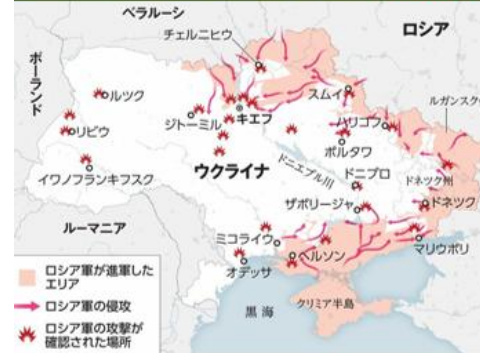 ベラルーシ
ロシア
チェルニヒウ
ポーランド
スムイ
ルガンスク
ルツク
ジトーミル
キエフ
ハリコフ
リビウ
ポルタワ
ウクライナ
ドニエプル川
ドネツク州
イワノフランキフスク
ドニプロ
ザポリージャ
ドネツク
ルーマニア
ミコライウ
マリウポリ
オデッサ
ヘルソン
クリミア半島
黒海
ロシア軍が進軍した
エリア
ロシア軍の侵攻
ロシア軍の攻撃が
確認された場所